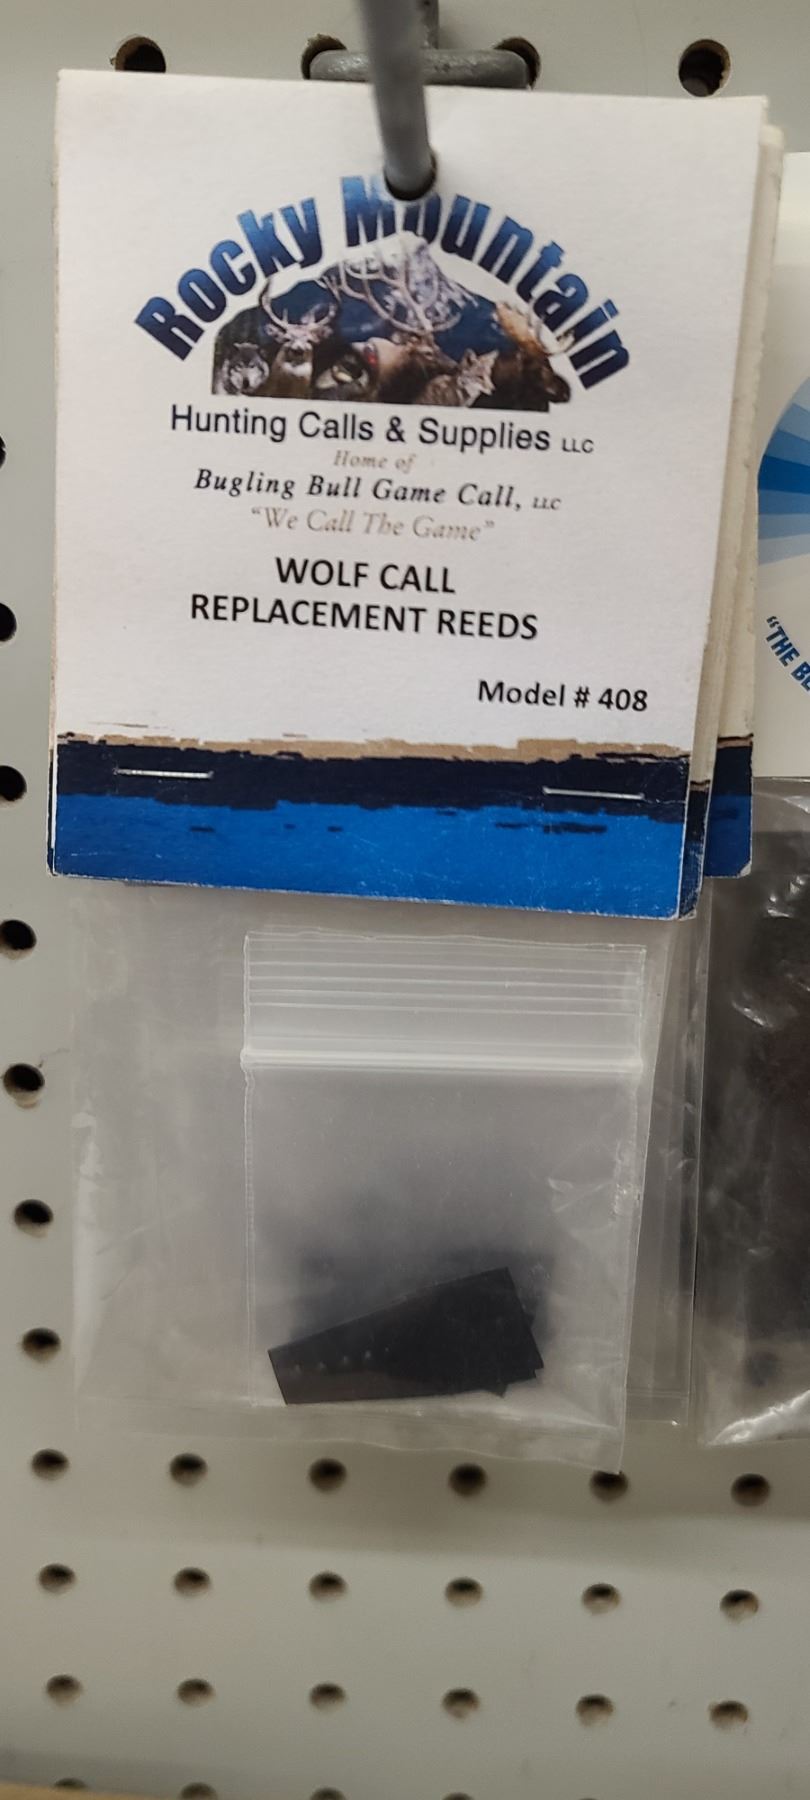 Rocky Mountain
Hunting Calls & Supplies LLC
Home of
Bugling Bull Game Call, LLC
"We Call The Game"
WOLF CALL
REPLACEMENT REEDS
Model # 408
"THE